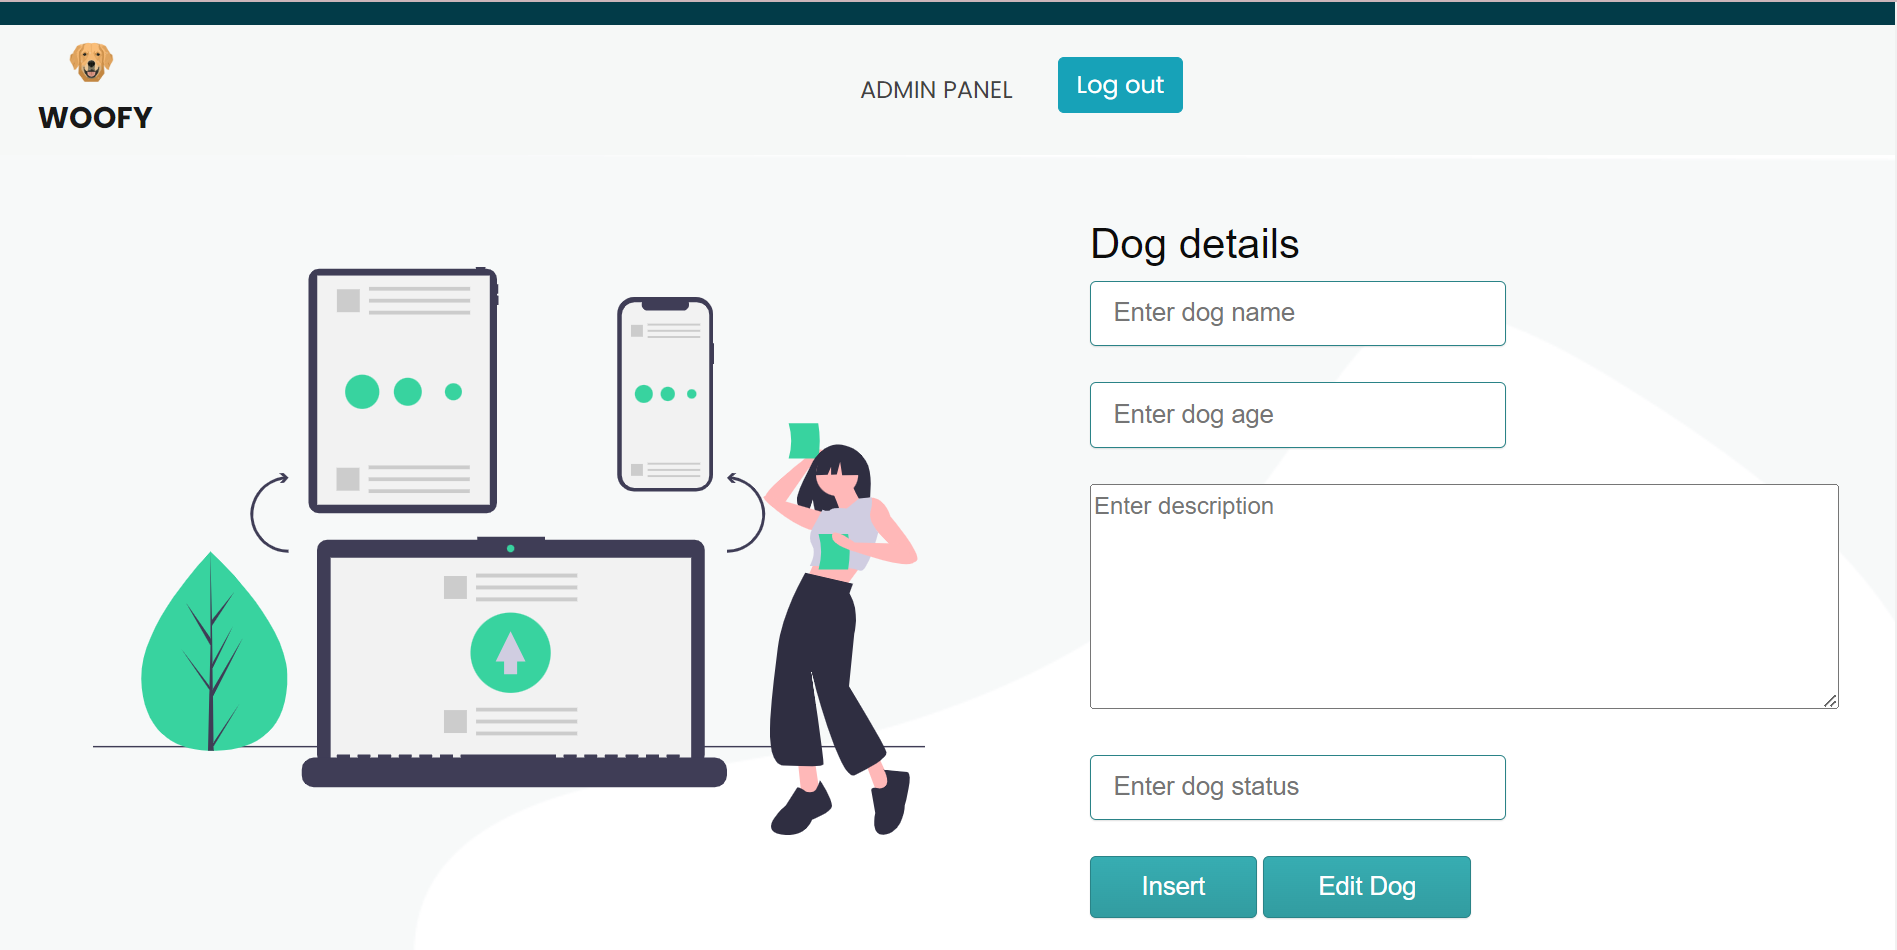 WOOFY
ADMIN PANEL
Log out
Dog details
Enter dog name
Enter dog age
Enter description
Enter dog status
Insert
Edit Dog